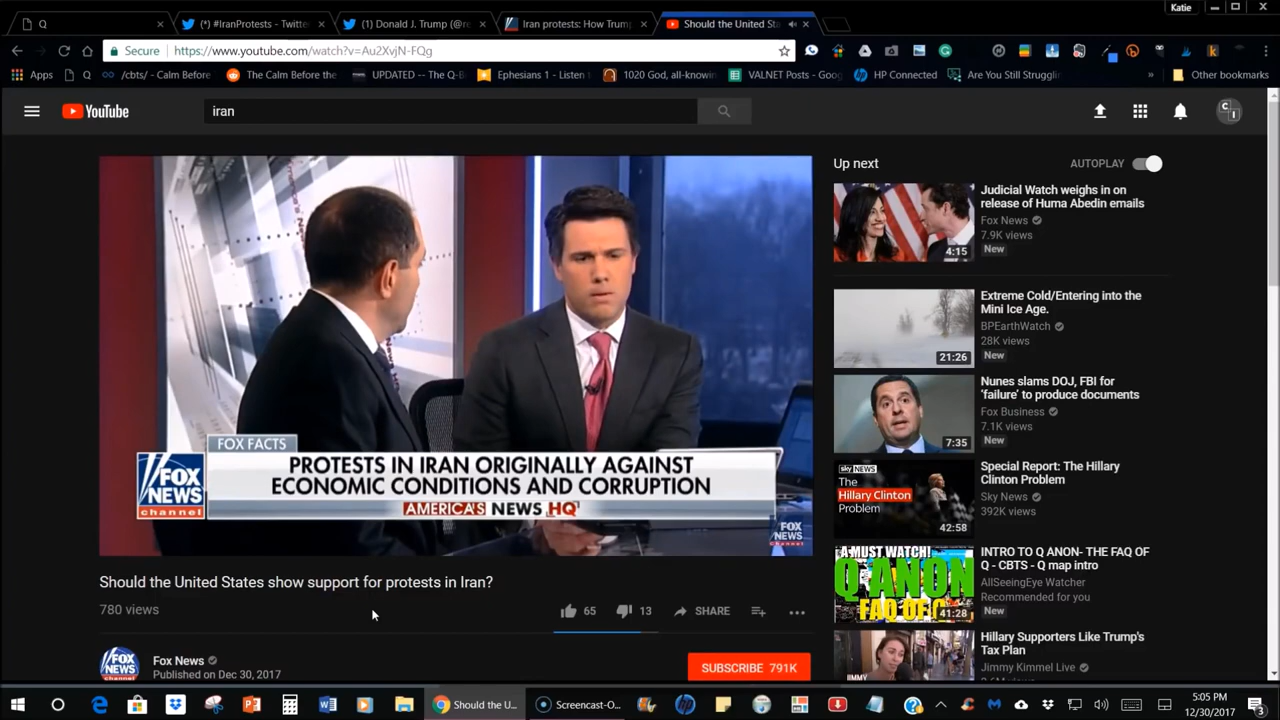 Katie
Q
(*) #IranProtests - Twitte
(1) Donald J. Trump (@re
Iran protests: How Trum
Should the United Sta
Secure
https://www.youtube.com/watch?v=Au2XvjN-FQg
Apps
Q
/cbts/ - Calm Before
The Calm Before the
UPDATED -- The Q-B
Ephesians 1 - Listen
1020 God, all-knowin
VALNET Posts - Goog
HP Connected
Are You Still Struggli
»
Other bookmarks
YouTube
iran
FOX FACTS
PROTESTS IN IRAN ORIGINALLY AGAINST
ECONOMIC CONDITIONS AND CORRUPTION
FOX
NEWS
channel
AMERICA'S NEWS HQ
FOX
NEWS
channel
Should the United States show support for protests in Iran?
780 views
65
13
SHARE
Fox News
Published on Dec 30, 2017
SUBSCRIBE 791K
Up next
AUTOPLAY
Judicial Watch weighs in on
release of Huma Abedin emails
Fox News
7.9K views
New
4:15
Extreme Cold/Entering into the
Mini Ice Age.
BPEarthWatch
28K views
New
21:26
Nunes slams DOJ, FBI for
'failure' to produce documents
Fox Business
7.1K views
New
7:35
sky NEWS
The
Hillary Clinton
Problem
42:58
Special Report: The Hillary
Clinton Problem
Sky News
392K views
A MUST WATCH!
Q ANON
FAQ OF Q
41:28
INTRO TO Q ANON- THE FAQ OF
Q - CBTS - Q map intro
AllSeeingEye Watcher
Recommended for you
New
Hillary Supporters Like Trump's
Tax Plan
Jimmy Kimmel Live
JIMMY
Should the U...
Screencast-O...
5:05 PM
12/30/2017